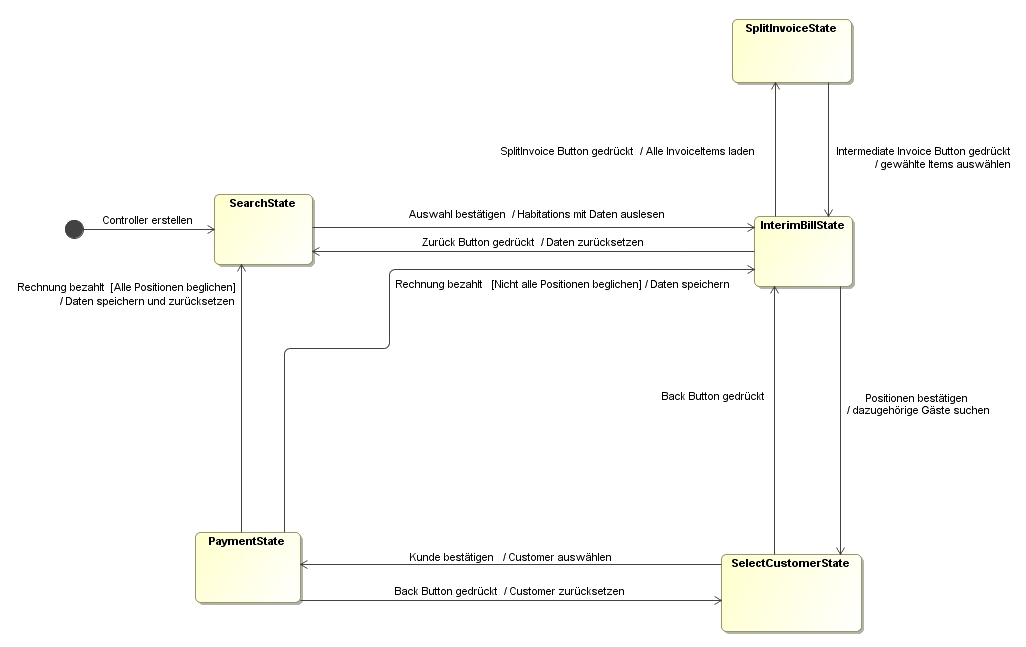 SplitInvoiceState
SplitInvoice Button gedrückt / Alle InvoiceItems laden
Intermediate Invoice Button gedrückt
/ gewählte Items auswählen
SearchState
Controller erstellen
Auswahl bestätigen / Habitations mit Daten auslesen
InterimBillState
Zurück Button gedrückt / Daten zurücksetzen
Rechnung bezahlt [Alle Positionen beglichen]
/ Daten speichern und zurücksetzen
Rechnung bezahlt [Nicht alle Positionen beglichen] / Daten speichern
Back Button gedrückt
Positionen bestätigen
/ dazugehörige Gäste suchen
PaymentState
Kunde bestätigen / Customer auswählen
SelectCustomerState
Back Button gedrückt / Customer zurücksetzen